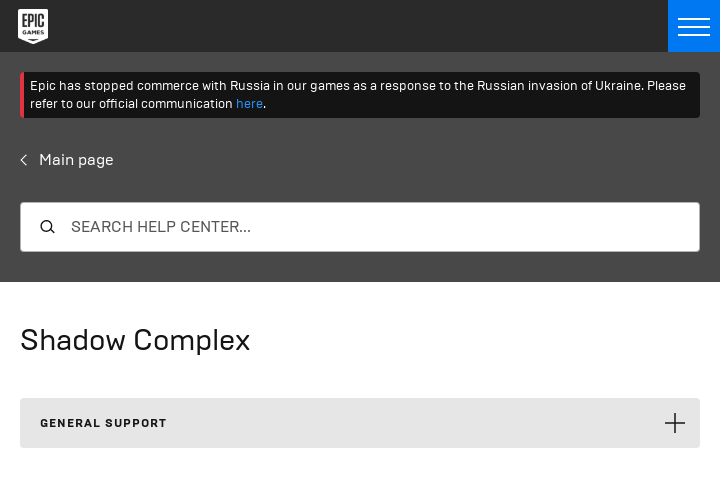 EPIC
GAMES
Epic has stopped commerce with Russia in our games as a response to the Russian invasion of Ukraine. Please
refer to our official communication here.
Main page
SEARCH HELP CENTER...
Shadow Complex
GENERAL SUPPORT